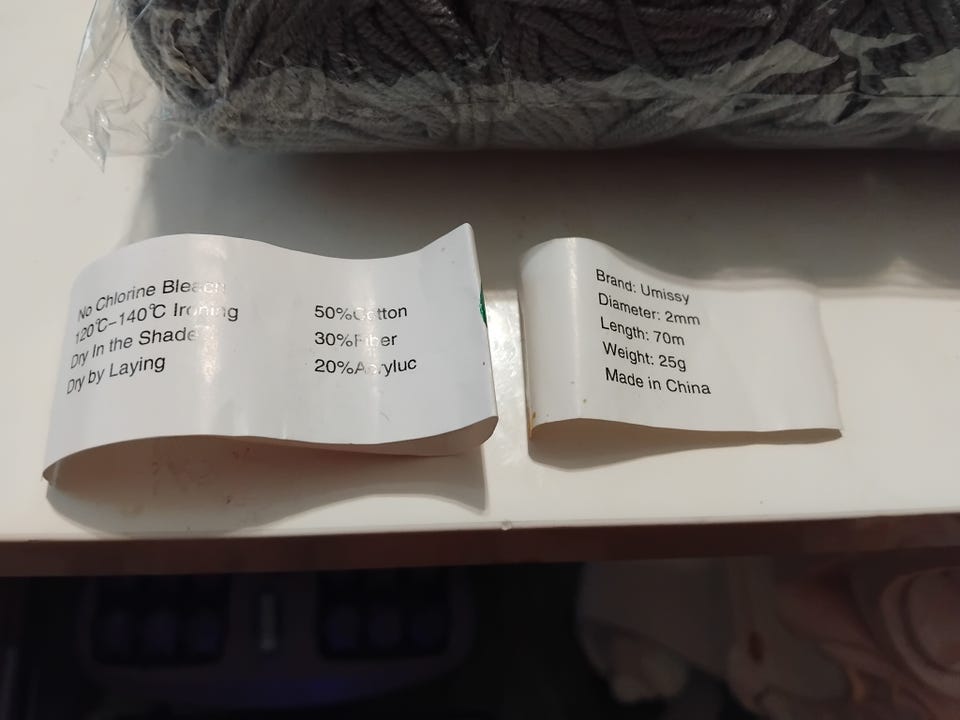 No Chlorine Bleach
120℃-140℃ Ironing
Dry In the Shade
Dry by Laying
50%Cotton
30%Fiber
20%Acryluc
Brand: Umissy
Diameter: 2mm
Length: 70m
Weight: 25g
Made in China